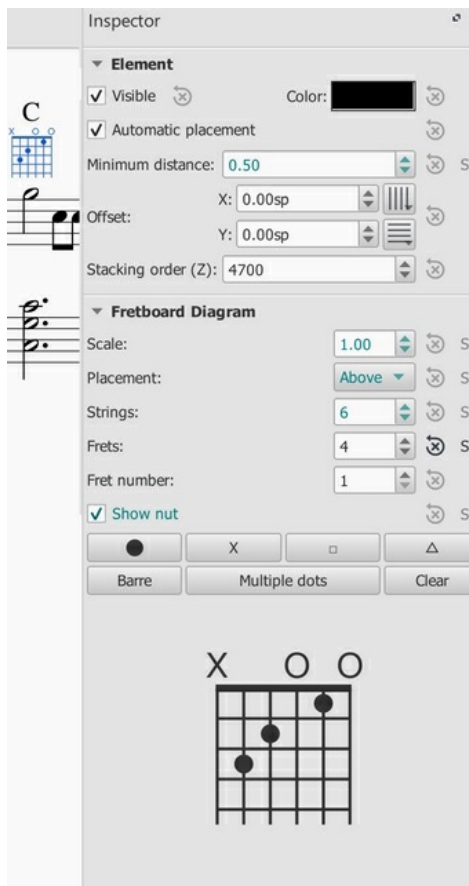 Inspector
Element
Visible Color:
Automatic placement
Minimum distance: 0.50 S
C
X O O
X: 0.00sp
Offset:
Y: 0.00sp
Stacking order (Z): 4700
Fretboard Diagram
Scale: 1.00 S
Placement: Above S
Strings: 6 S
Frets: 4 S
Fret number: 1
Show nut S
X
Barre Multiple dots Clear
X O O